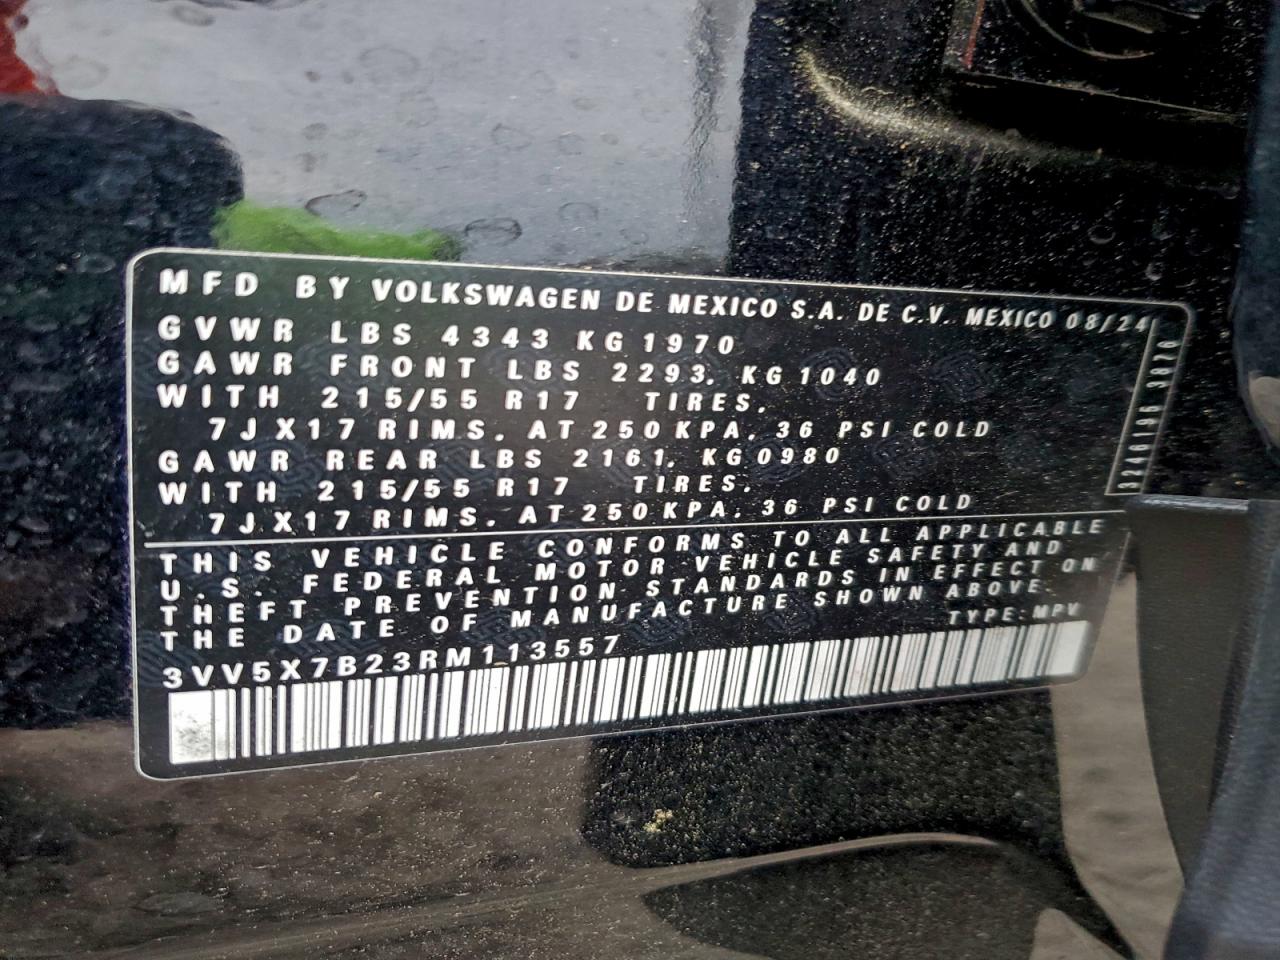 MFD BY VOLKSWAGEN DE MEXICO S.A. DE C.V. MEXICO 08/24
GVWR LBS 4343 KG 1970
GAWR FRONT LBS 2293, KG 1040
WITH 215/55 R17 TIRES,
7J X17 RIMS, AT 250 KPA, 36 PSI COLD
GAWR REAR LBS 2161, KG 0980
WITH 215/55 R17 TIRES,
7J X17 RIMS, AT 250 KPA, 36 PSI COLD
THIS VEHICLE CONFORMS TO ALL APPLICABLE
U.S. FEDERAL MOTOR VEHICLE SAFETY AND
THEFT PREVENTION STANDARDS IN EFFECT ON
THE DATE OF MANUFACTURE SHOWN ABOVE.
TYPE: MPV
3VV5X7B23RM113557